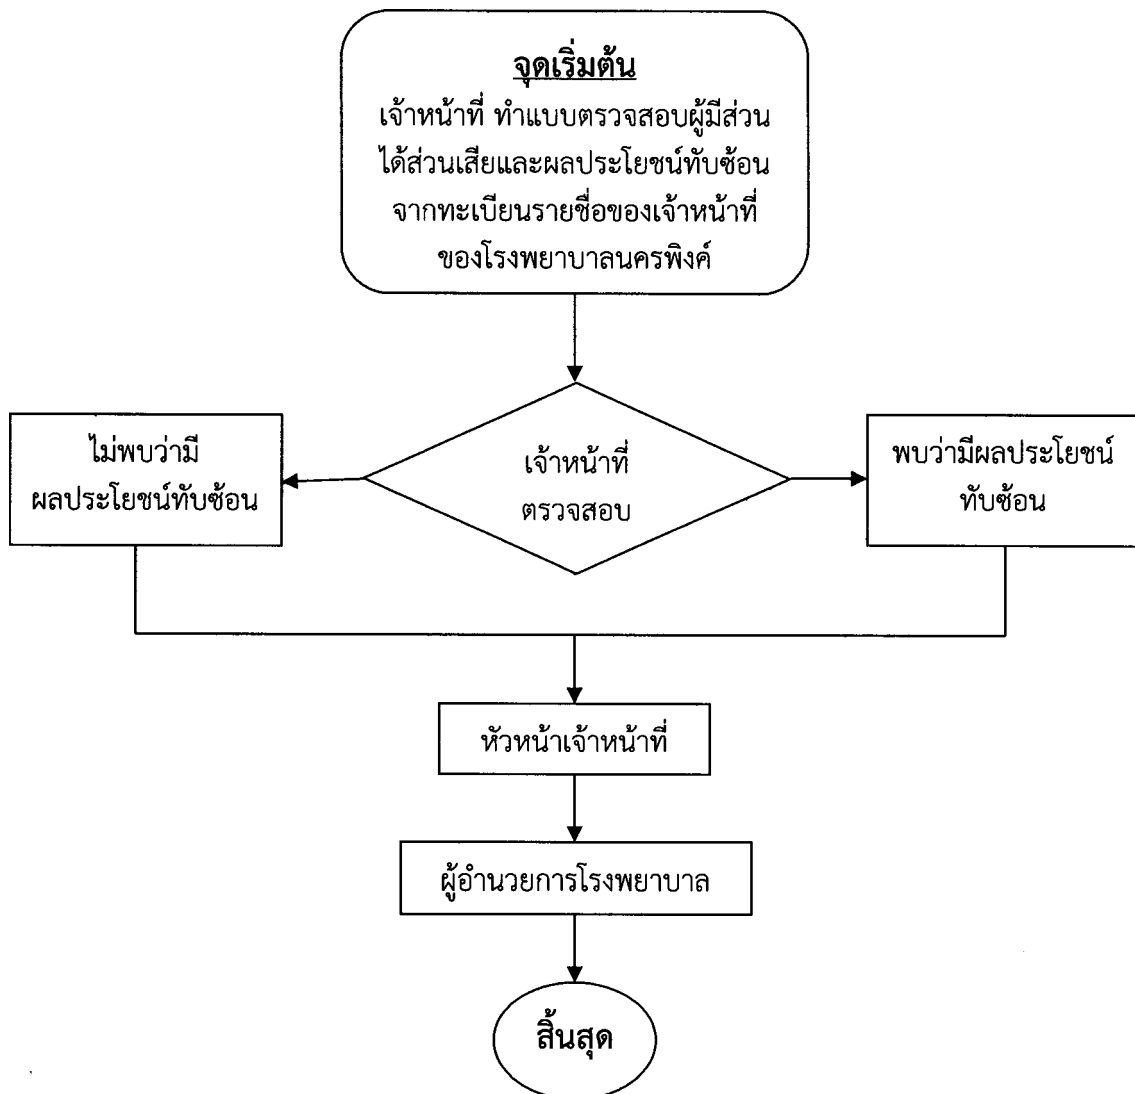 จุดเริ่มต้น
เจ้าหน้าที่ ทำแบบตรวจสอบผู้มีส่วน
ได้ส่วนเสียและผลประโยชน์ทับซ้อน
จากทะเบียนรายชื่อของเจ้าหน้าที่
ของโรงพยาบาลนครพิงค์
ไม่พบว่ามี
ผลประโยชน์ทับซ้อน
เจ้าหน้าที่
ตรวจสอบ
พบว่ามีผลประโยชน์
ทับซ้อน
หัวหน้าเจ้าหน้าที่
ผู้อำนวยการโรงพยาบาล
สิ้นสุด